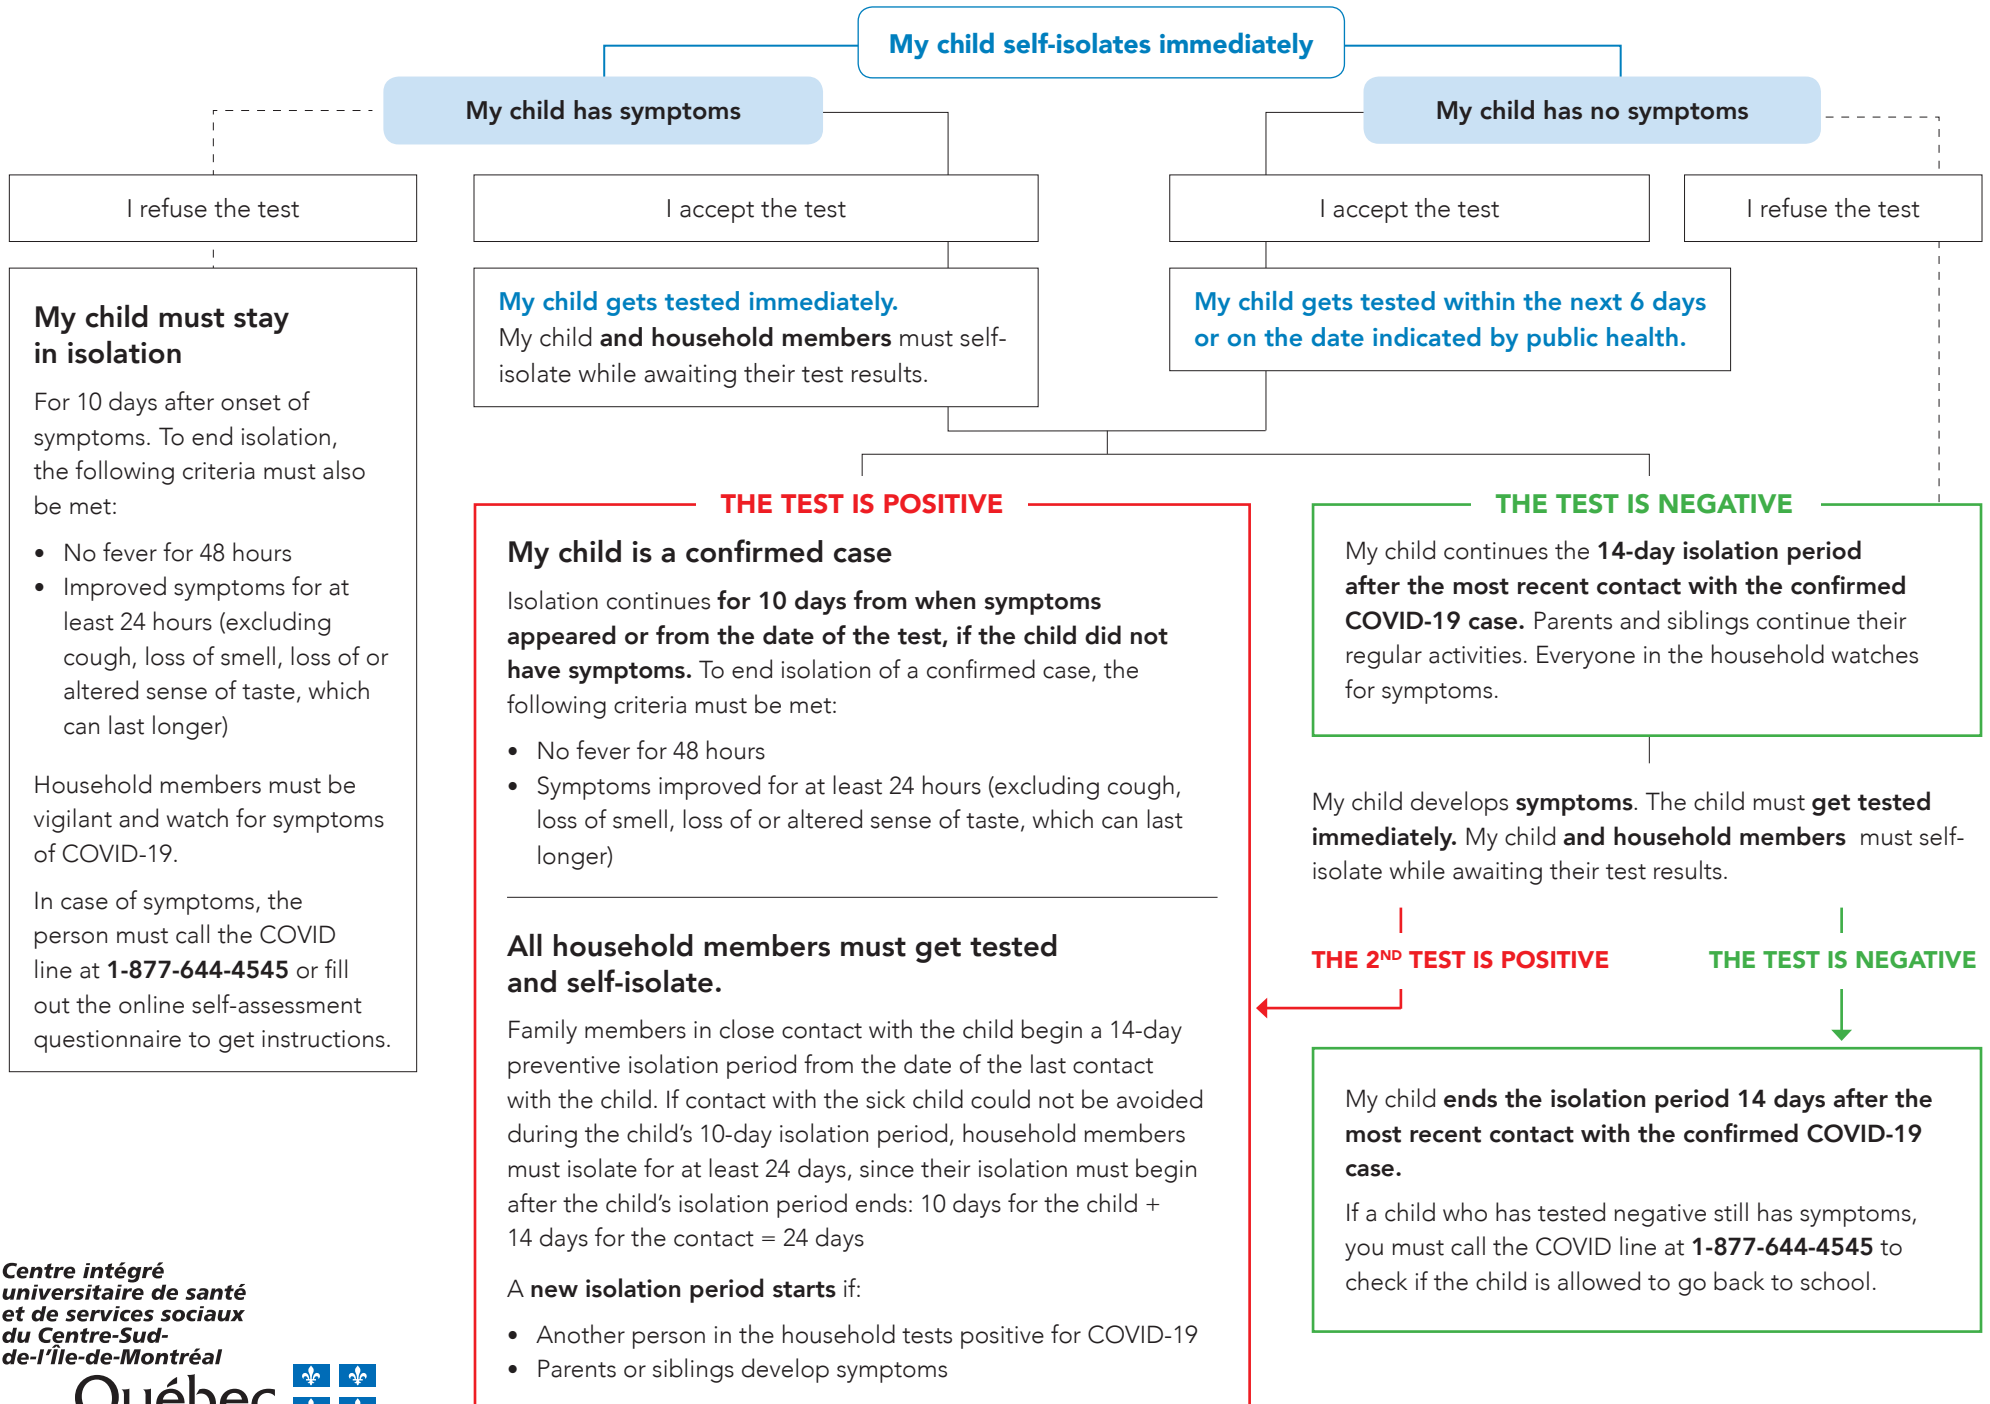 My child self-isolates immediately
My child has symptoms
My child has no symptoms
I refuse the test
I accept the test
I accept the test
I refuse the test
My child must stay
in isolation
For 10 days after onset of
symptoms. To end isolation,
the following criteria must also
be met:
• No fever for 48 hours
• Improved symptoms for at
least 24 hours (excluding
cough, loss of smell, loss of or
altered sense of taste, which
can last longer)
Household members must be
vigilant and watch for symptoms
of COVID-19.
In case of symptoms, the
person must call the COVID
line at 1-877-644-4545 or fill
out the online self-assessment
questionnaire to get instructions.
My child gets tested immediately.
My child and household members must self-
isolate while awaiting their test results.
My child gets tested within the next 6 days
or on the date indicated by public health.
THE TEST IS POSITIVE
My child is a confirmed case
Isolation continues for 10 days from when symptoms
appeared or from the date of the test, if the child did not
have symptoms. To end isolation of a confirmed case, the
following criteria must be met:
• No fever for 48 hours
• Symptoms improved for at least 24 hours (excluding cough,
loss of smell, loss of or altered sense of taste, which can last
longer)
All household members must get tested
and self-isolate.
Family members in close contact with the child begin a 14-day
preventive isolation period from the date of the last contact
with the child. If contact with the sick child could not be avoided
during the child's 10-day isolation period, household members
must isolate for at least 24 days, since their isolation must begin
after the child's isolation period ends: 10 days for the child +
14 days for the contact = 24 days
A new isolation period starts if:
• Another person in the household tests positive for COVID-19
• Parents or siblings develop symptoms
THE TEST IS NEGATIVE
My child continues the 14-day isolation period
after the most recent contact with the confirmed
COVID-19 case. Parents and siblings continue their
regular activities. Everyone in the household watches
for symptoms.
My child develops symptoms. The child must get tested
immediately. My child and household members must self-
isolate while awaiting their test results.
THE 2ND TEST IS POSITIVE
THE TEST IS NEGATIVE
My child ends the isolation period 14 days after the
most recent contact with the confirmed COVID-19
case.
If a child who has tested negative still has symptoms,
you must call the COVID line at 1-877-644-4545 to
check if the child is allowed to go back to school.
Centre intégré
universitaire de santé
et de services sociaux
du Centre-Sud-
de-l'Île-de-Montréal
Québec